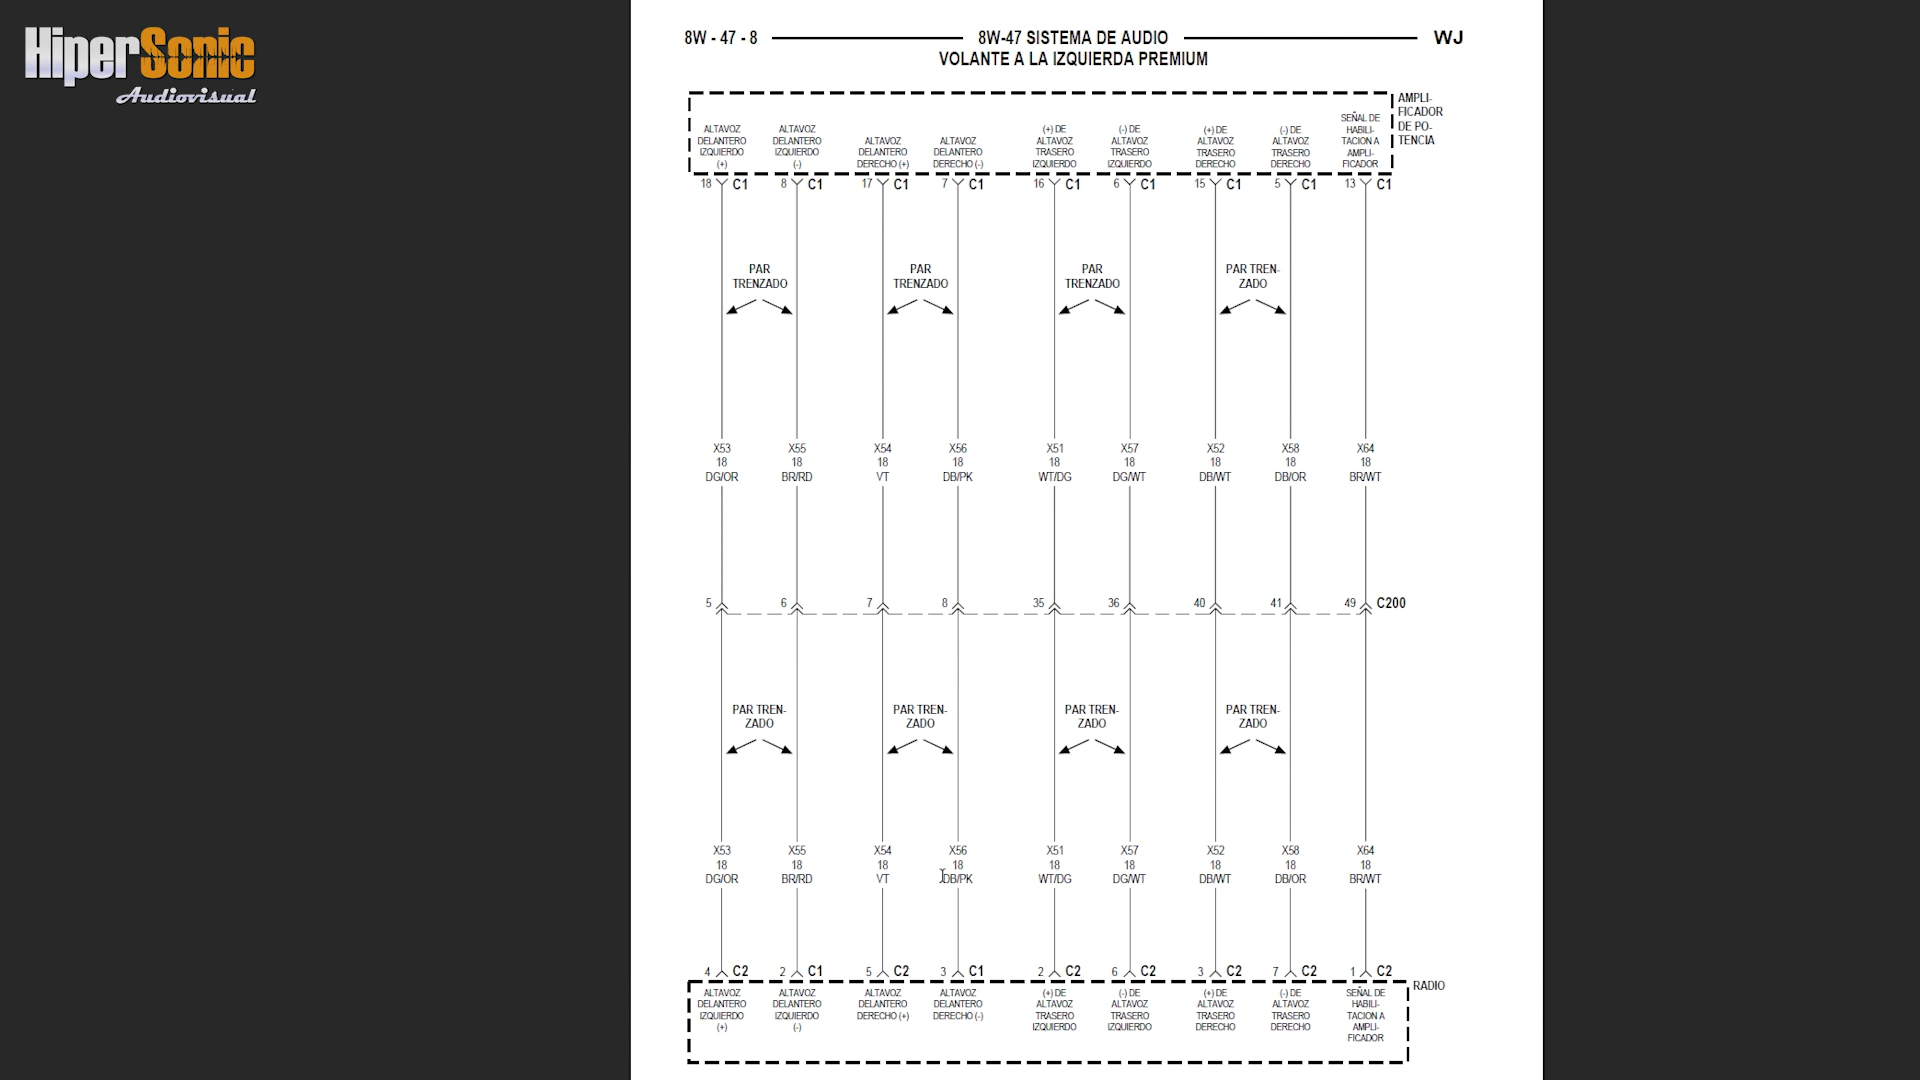 HiperSonic
Audiovisual
8W - 47 - 8
8W-47 SISTEMA DE AUDIO
WJ
VOLANTE A LA IZQUIERDA PREMIUM
AMPLI-
FICADOR
DE PO-
TENCIA
ALTAVOZ
DELANTERO
IZQUIERDO
(+)
ALTAVOZ
DELANTERO
IZQUIERDO
(-)
ALTAVOZ
DELANTERO
DERECHO (+)
ALTAVOZ
DELANTERO
DERECHO (-)
(+) DE
ALTAVOZ
TRASERO
IZQUIERDO
(-) DE
ALTAVOZ
TRASERO
IZQUIERDO
(+) DE
ALTAVOZ
TRASERO
DERECHO
(-) DE
ALTAVOZ
TRASERO
DERECHO
SEÑAL DE
HABILI-
TACION A
AMPLI-
FICADOR
18 C1 8 C1 17 C1 7 C1 16 C1 6 C1 15 C1 5 C1 13 C1
PAR
TRENZADO
PAR
TRENZADO
PAR
TRENZADO
PAR TREN-
ZADO
X53 X55 X54 X56 X51 X57 X52 X58 X64
18 18 18 18 18 18 18 18 18
DG/OR BR/RD VT DB/PK WT/DG DG/WT DB/WT DB/OR BR/WT
5 6 7 8 35 36 40 41 49 C200
PAR TREN-
ZADO
PAR TREN-
ZADO
PAR TREN-
ZADO
PAR TREN-
ZADO
X53 X55 X54 X56 X51 X57 X52 X58 X64
18 18 18 18 18 18 18 18 18
DG/OR BR/RD VT DB/PK WT/DG DG/WT DB/WT DB/OR BR/WT
4 C2 2 C1 5 C2 3 C1 2 C2 6 C2 3 C2 7 C2 1 C2
RADIO
ALTAVOZ
DELANTERO
IZQUIERDO
(+)
ALTAVOZ
DELANTERO
IZQUIERDO
(-)
ALTAVOZ
DELANTERO
DERECHO (+)
ALTAVOZ
DELANTERO
DERECHO (-)
(+) DE
ALTAVOZ
TRASERO
IZQUIERDO
(-) DE
ALTAVOZ
TRASERO
IZQUIERDO
(+) DE
ALTAVOZ
TRASERO
DERECHO
(-) DE
ALTAVOZ
TRASERO
DERECHO
SEÑAL DE
HABILI-
TACION A
AMPLI-
FICADOR